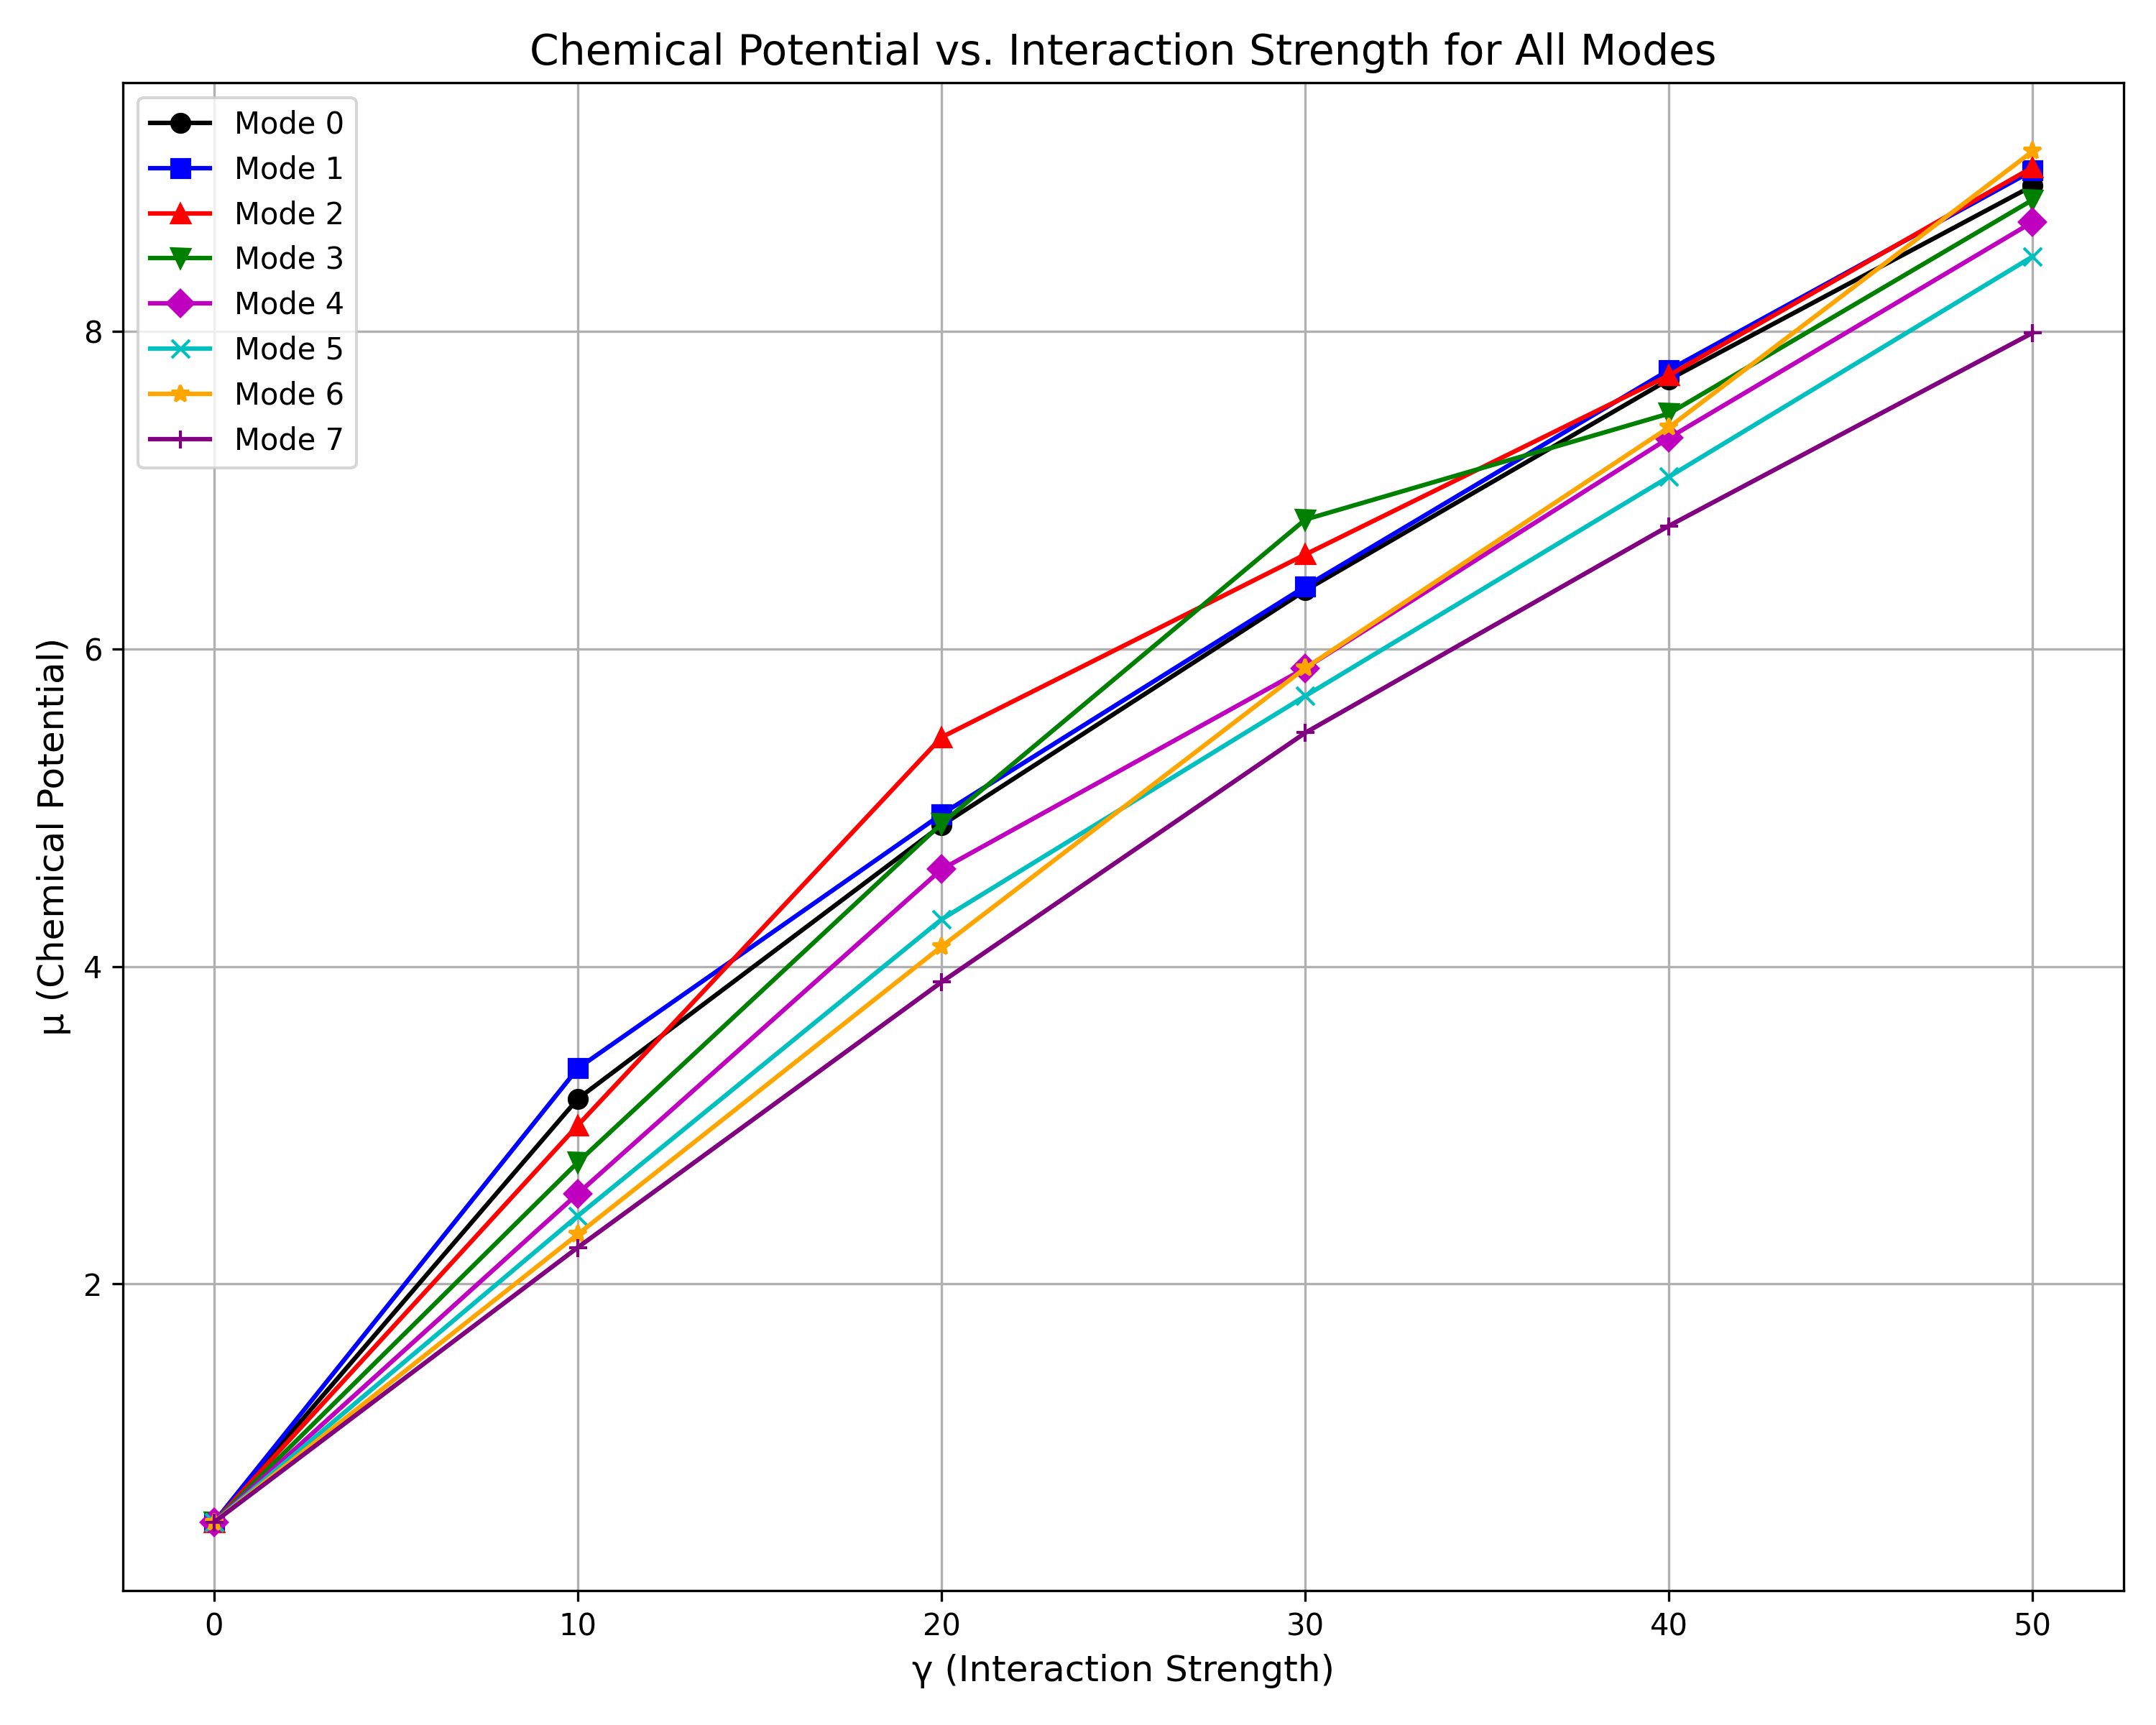 Chemical Potential vs. Interaction Strength for All Modes
Mode 0
Mode 1
Mode 2
Mode 3
Mode 4
Mode 5
Mode 6
Mode 7
μ (Chemical Potential)
8
6
4
2
0
10
20
30
40
50
γ (Interaction Strength)